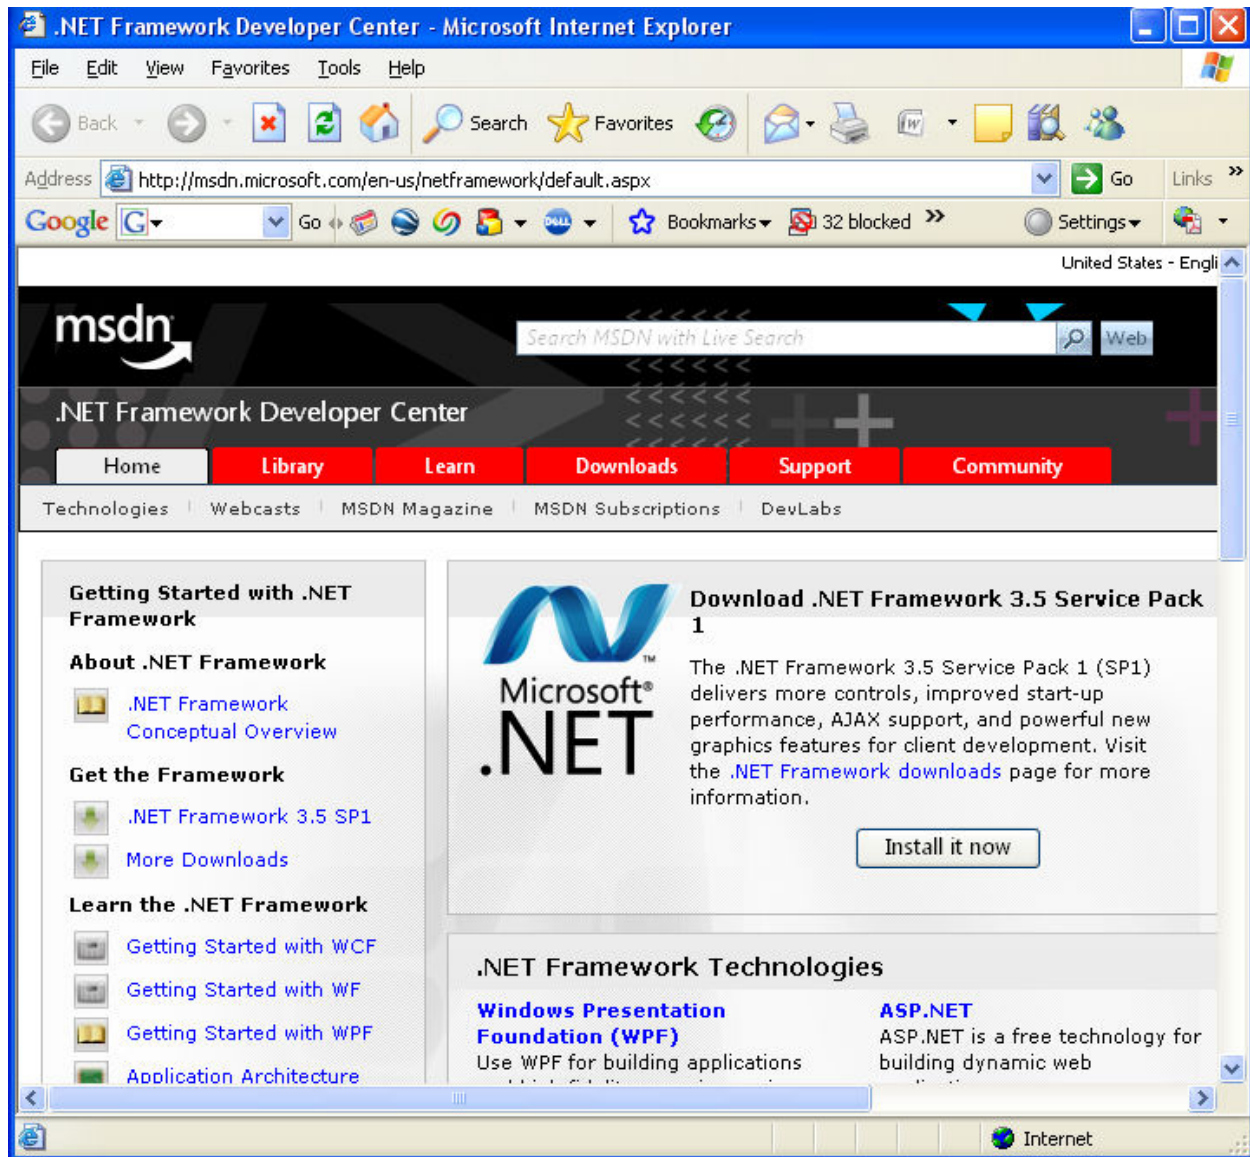 .NET Framework Developer Center - Microsoft Internet Explorer
File Edit View Favorites Tools Help
Back Search Favorites W
Address http://msdn.microsoft.com/en-us/netframework/default.aspx Go Links »
Google G Go DELL Bookmarks 32 blocked » Settings
United States - Engli
msdn
Search MSDN with Live Search Web
.NET Framework Developer Center
Home Library Learn Downloads Support Community
Technologies Webcasts MSDN Magazine MSDN Subscriptions DevLabs
Getting Started with .NET
Framework
About .NET Framework
.NET Framework
Conceptual Overview
Get the Framework
.NET Framework 3.5 SP1
More Downloads
Learn the .NET Framework
Getting Started with WCF
Getting Started with WF
Getting Started with WPF
Application Architecture
Microsoft®
.NET™
Download .NET Framework 3.5 Service Pack
1
The .NET Framework 3.5 Service Pack 1 (SP1)
delivers more controls, improved start-up
performance, AJAX support, and powerful new
graphics features for client development. Visit
the .NET Framework downloads page for more
information.
Install it now
.NET Framework Technologies
Windows Presentation
Foundation (WPF)
Use WPF for building applications
ASP.NET
ASP.NET is a free technology for
building dynamic web
Internet